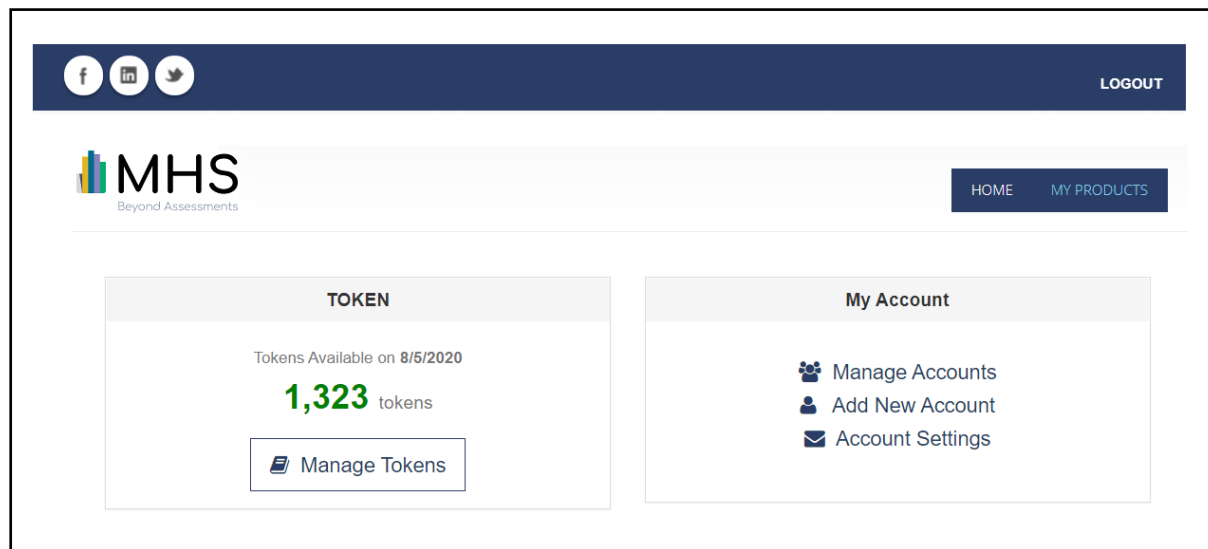 LOGOUT
MHS
Beyond Assessments
HOME MY PRODUCTS
TOKEN
Tokens Available on 8/5/2020
1,323 tokens
Manage Tokens
My Account
Manage Accounts
Add New Account
Account Settings